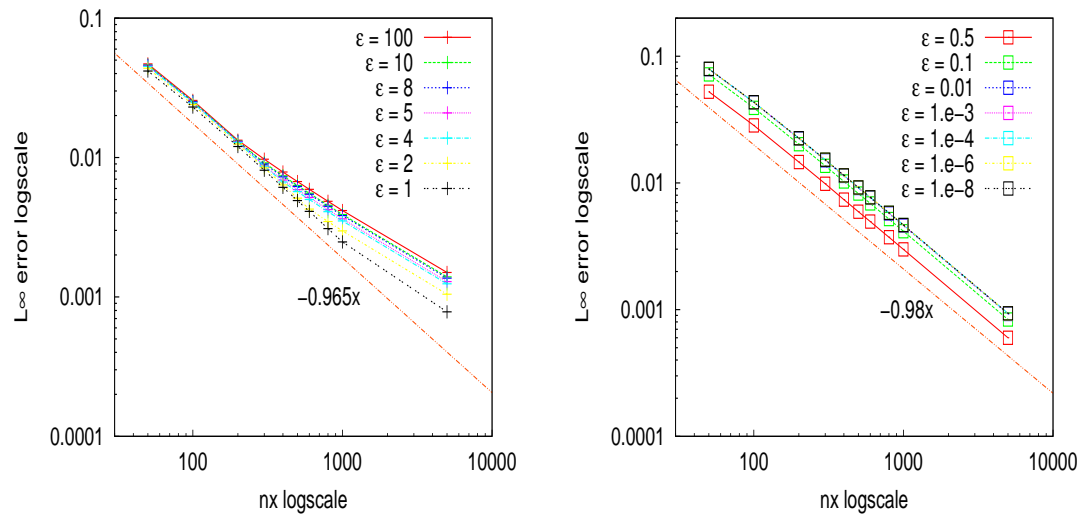 0.1
0.01
0.001
0.0001
100
1000
10000
L∞ error logscale
nx logscale
ε = 100
ε = 10
ε = 8
ε = 5
ε = 4
ε = 2
ε = 1
−0.965x
0.1
0.01
0.001
0.0001
100
1000
10000
L∞ error logscale
nx logscale
ε = 0.5
ε = 0.1
ε = 0.01
ε = 1.e−3
ε = 1.e−4
ε = 1.e−6
ε = 1.e−8
−0.98x